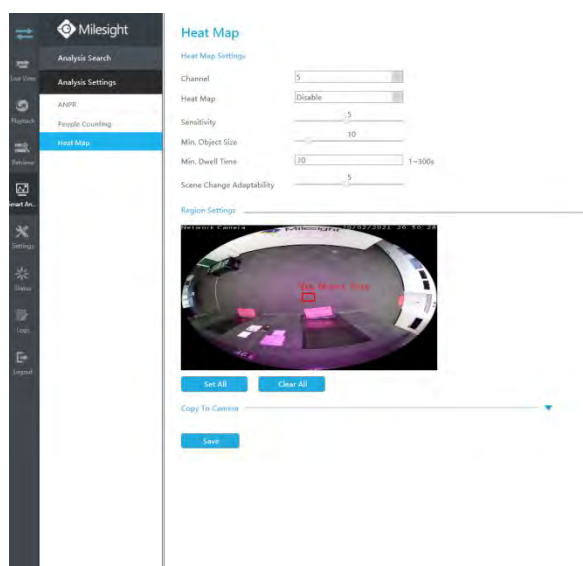 Milesight
Live View
Playback
Retrieve
Smart An...
Settings
Status
Logs
Logout
Analysis Search
Analysis Settings
ANPR
People Counting
Heat Map
Heat Map
Heat Map Settings
Channel 5
Heat Map Disable
Sensitivity 5
Min. Object Size 10
Min. Dwell Time 10 1~300s
Scene Change Adaptability 5
Region Settings
Network Camera
Min. Object Size
Set All Clear All
Copy To Camera
Save